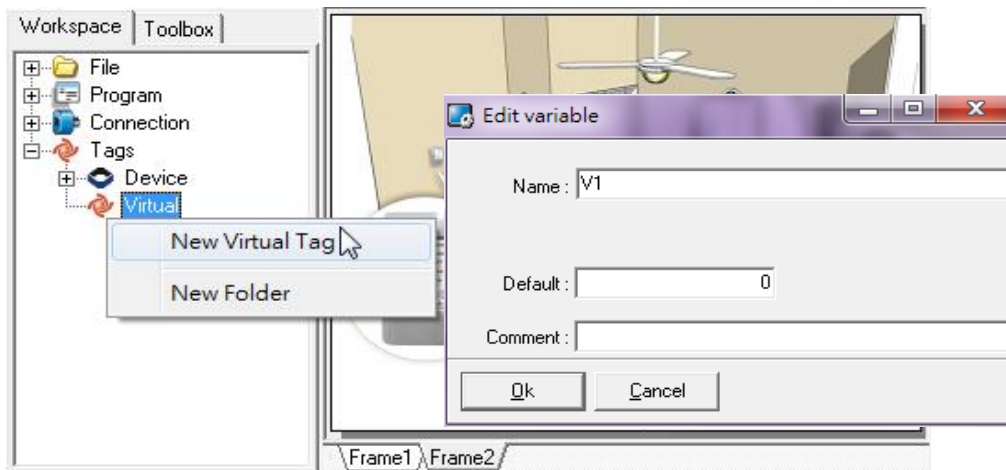 Workspace
Toolbox
File
Program
Connection
Tags
Device
Virtual
New Virtual Tag
New Folder
Edit variable
Name : V1
Default : 0
Comment :
Ok
Cancel
Frame1
Frame2